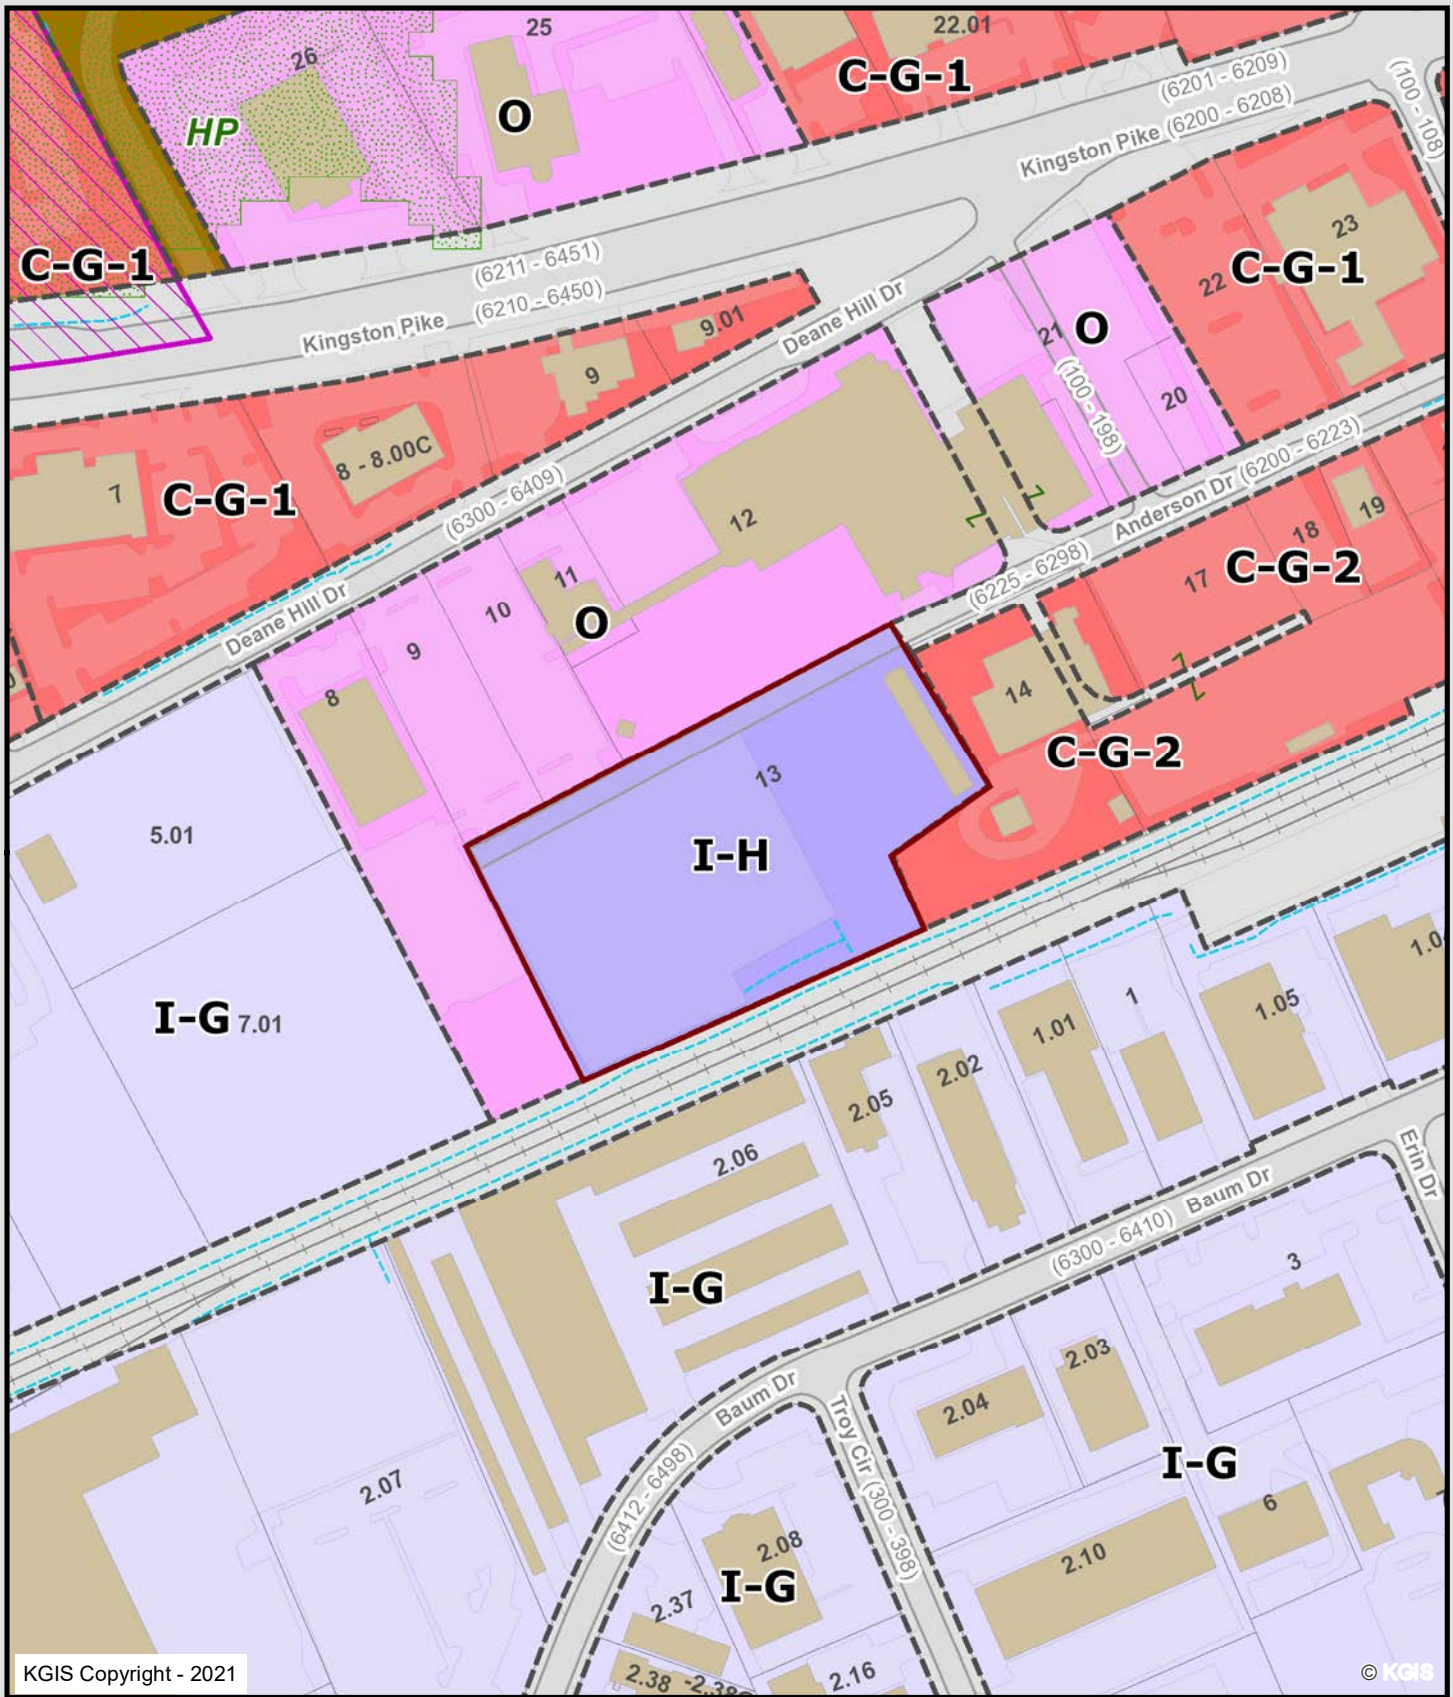 25
22.01
26
C-G-1
(6201 - 6209)
Kingston Pike (6200 - 6208)
(100 - 108)
O
HP
23
22
C-G-1
C-G-1
(6211 - 6451)
(6210 - 6450)
Kingston Pike
9.01
Deane Hill Dr
21
O
(100 - 198)
20
9
8 - 8.00C
7
C-G-1
(6300 - 6409)
12
Z
Z
Anderson Dr (6200 - 6223)
19
18
17
C-G-2
(6225 - 6298)
11
10
O
9
8
Deane Hill Dr
14
Z
Z
C-G-2
13
5.01
I-H
I-G 7.01
1.0
1.05
1
1.01
2.02
2.05
2.06
Erin Dr
(6300 - 6410) Baum Dr
3
I-G
2.03
2.04
Baum Dr
Troy Cir (300 - 398)
(6412 - 6498)
I-G
6
2.07
2.08
2.10
I-G
2.37
2.38 -2.38C
2.16
KGIS Copyright - 2021
© KGIS